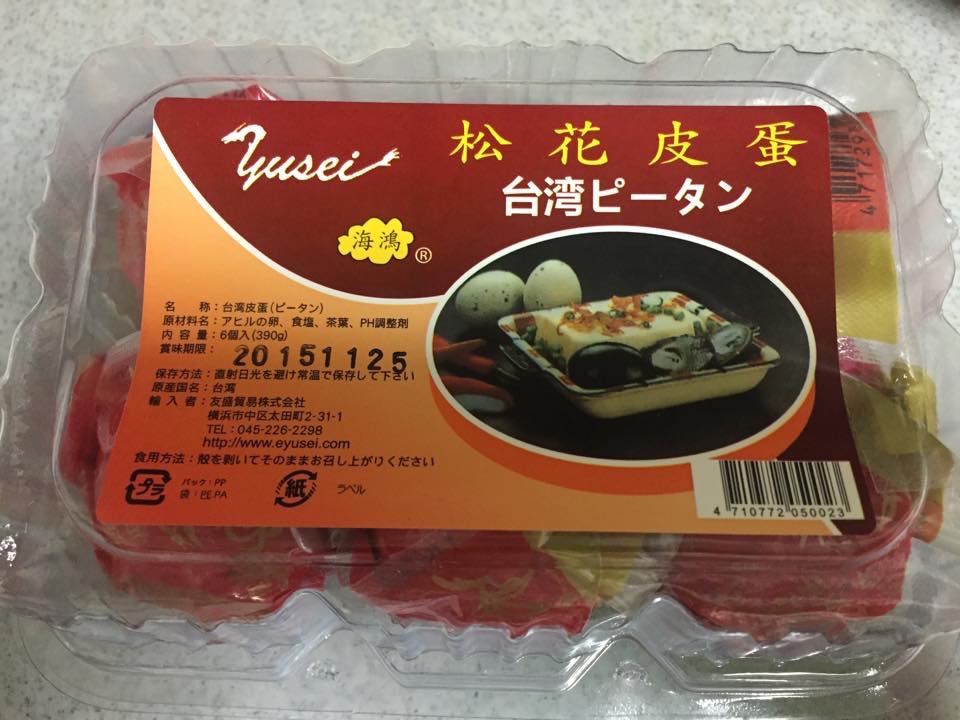 yusei
松花皮蛋
台湾ピータン
海鴻®
名　称：台湾皮蛋(ピータン)
原材料名：アヒルの卵、食塩、茶葉、PH調整剤
内 容 量：6個入(390g)
賞味期限：20151125
保存方法：直射日光を避け常温で保存して下さい
原産国名：台湾
輸 入 者：友盛貿易株式会社
横浜市中区太田町2-31-1
TEL：045-226-2298
http://www.eyusei.com
食用方法：殻を剥いてそのままお召し上がりください
プラ
パック：PP
袋：PE.PA
紙
ラベル
4 710772 050023
4 71729